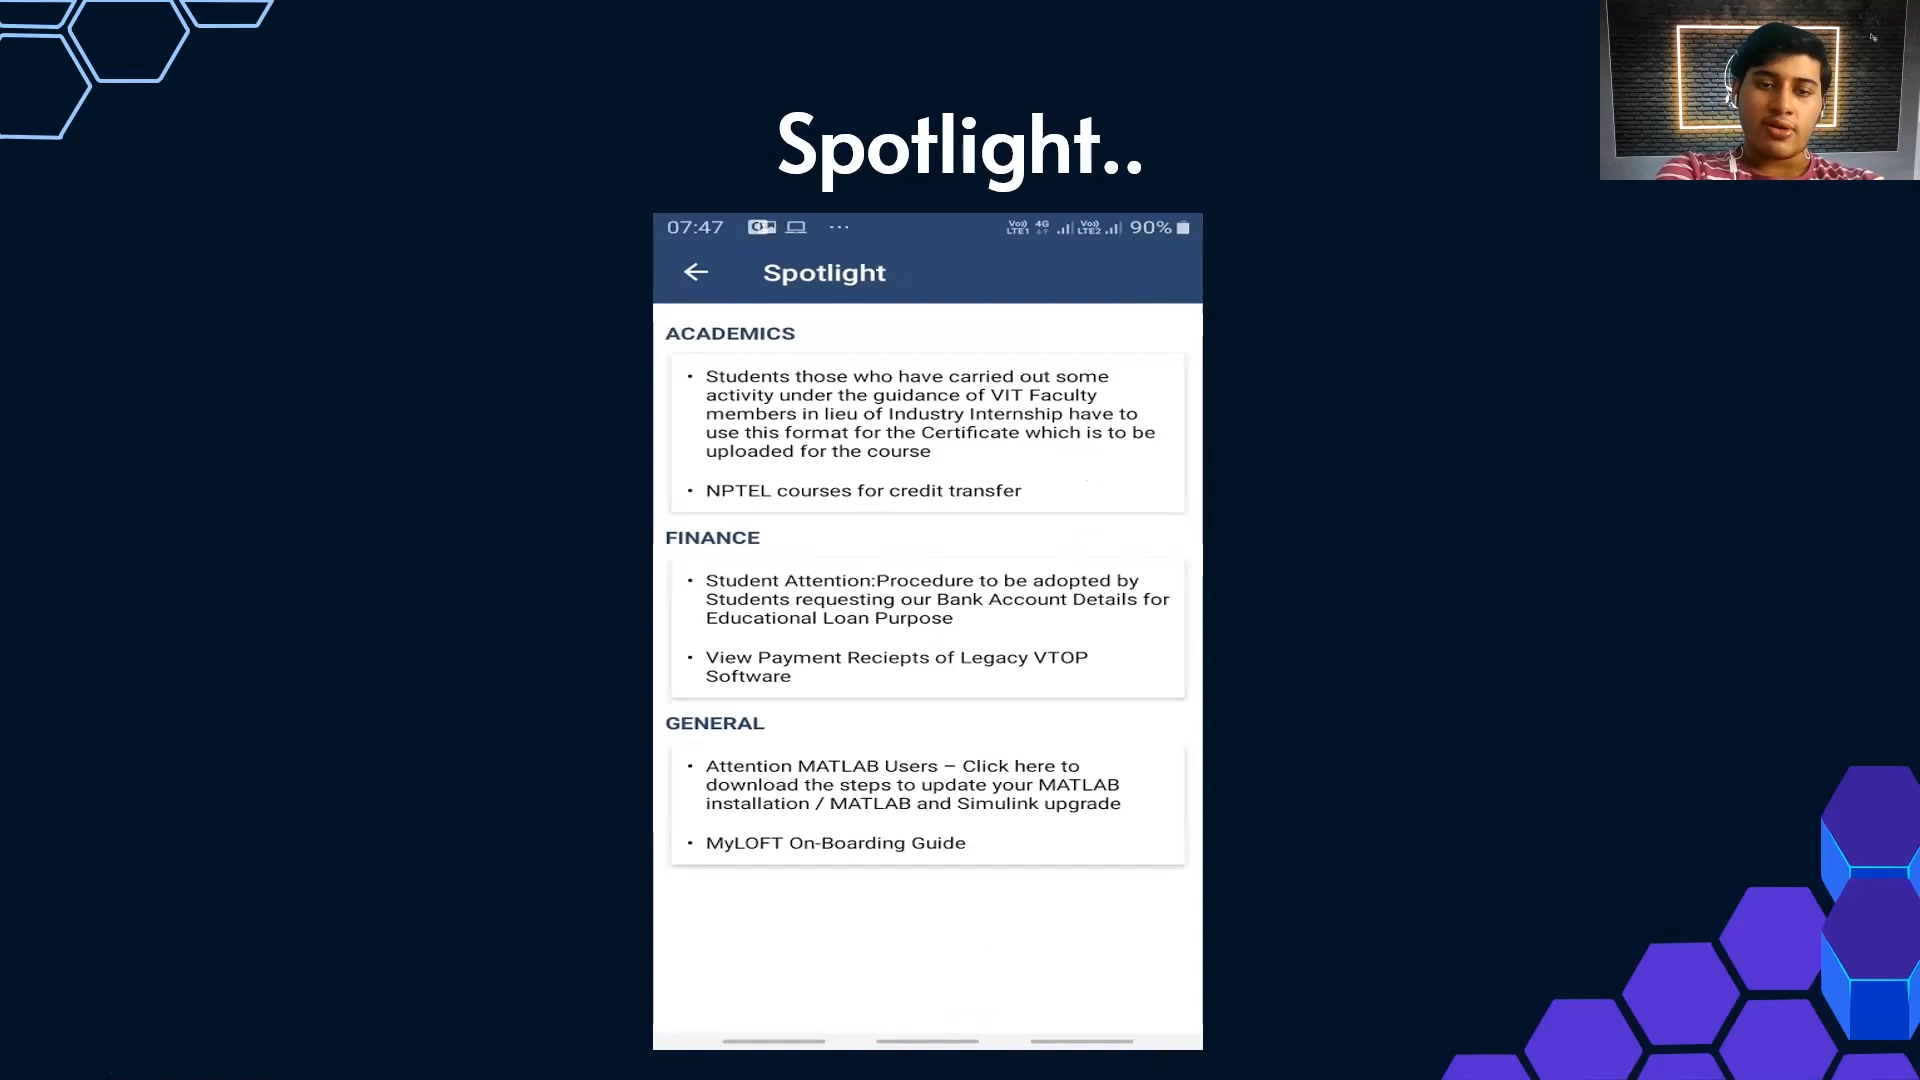 Spotlight..
07:47 ... Vo)) LTE1 4G Vo)) LTE2 90%
Spotlight
ACADEMICS
• Students those who have carried out some
activity under the guidance of VIT Faculty
members in lieu of Industry Internship have to
use this format for the Certificate which is to be
uploaded for the course
• NPTEL courses for credit transfer
FINANCE
• Student Attention:Procedure to be adopted by
Students requesting our Bank Account Details for
Educational Loan Purpose
• View Payment Reciepts of Legacy VTOP
Software
GENERAL
• Attention MATLAB Users – Click here to
download the steps to update your MATLAB
installation / MATLAB and Simulink upgrade
• MyLOFT On-Boarding Guide